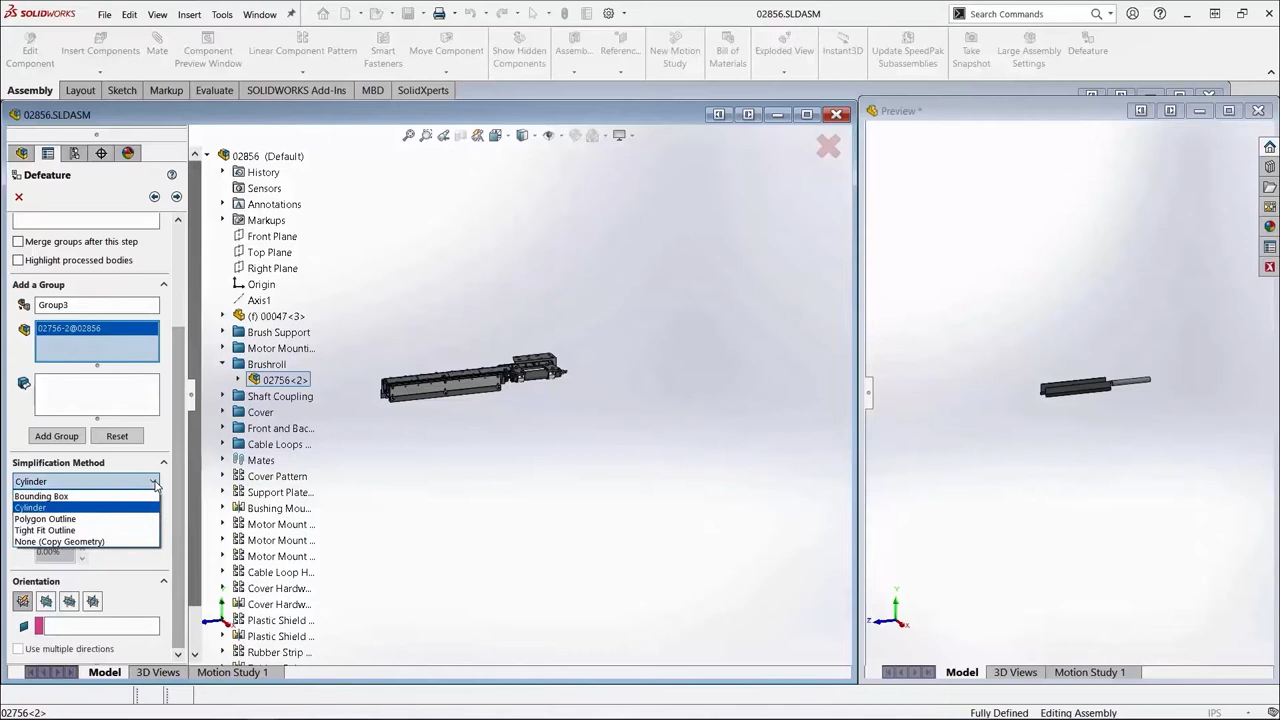 SOLIDWORKS File Edit View Insert Tools Window 02856.SLDASM Search Commands
Edit Component Insert Components Mate Component Preview Window Linear Component Pattern Smart Fasteners Move Component Show Hidden Components Assemb... Referenc... New Motion Study Bill of Materials Exploded View Instant3D Update SpeedPak Subassemblies Take Snapshot Large Assembly Settings Defeature
Assembly Layout Sketch Markup Evaluate SOLIDWORKS Add-Ins MBD SolidXperts
02856.SLDASM
Preview *
Defeature
Merge groups after this step
Highlight processed bodies
Add a Group
Group3
02756-2@02856
Add Group Reset
Simplification Method
Cylinder
Bounding Box
Cylinder
Polygon Outline
Tight Fit Outline
None (Copy Geometry)
0.00%
Orientation
Use multiple directions
02856 (Default)
History
Sensors
Annotations
Markups
Front Plane
Top Plane
Right Plane
Origin
Axis1
(f) 00047<3>
Brush Support
Motor Mounti...
Brushroll
02756<2>
Shaft Coupling
Cover
Front and Bac...
Cable Loops ...
Mates
Cover Pattern
Support Plate...
Bushing Mou...
Motor Mount ...
Motor Mount ...
Motor Mount ...
Cable Loop H...
Cover Hardw...
Cover Hardw...
Plastic Shield ...
Plastic Shield ...
Rubber Strip ...
Y
Y
Z
X
Model 3D Views Motion Study 1
Model 3D Views Motion Study 1
02756<2> Fully Defined Editing Assembly IPS